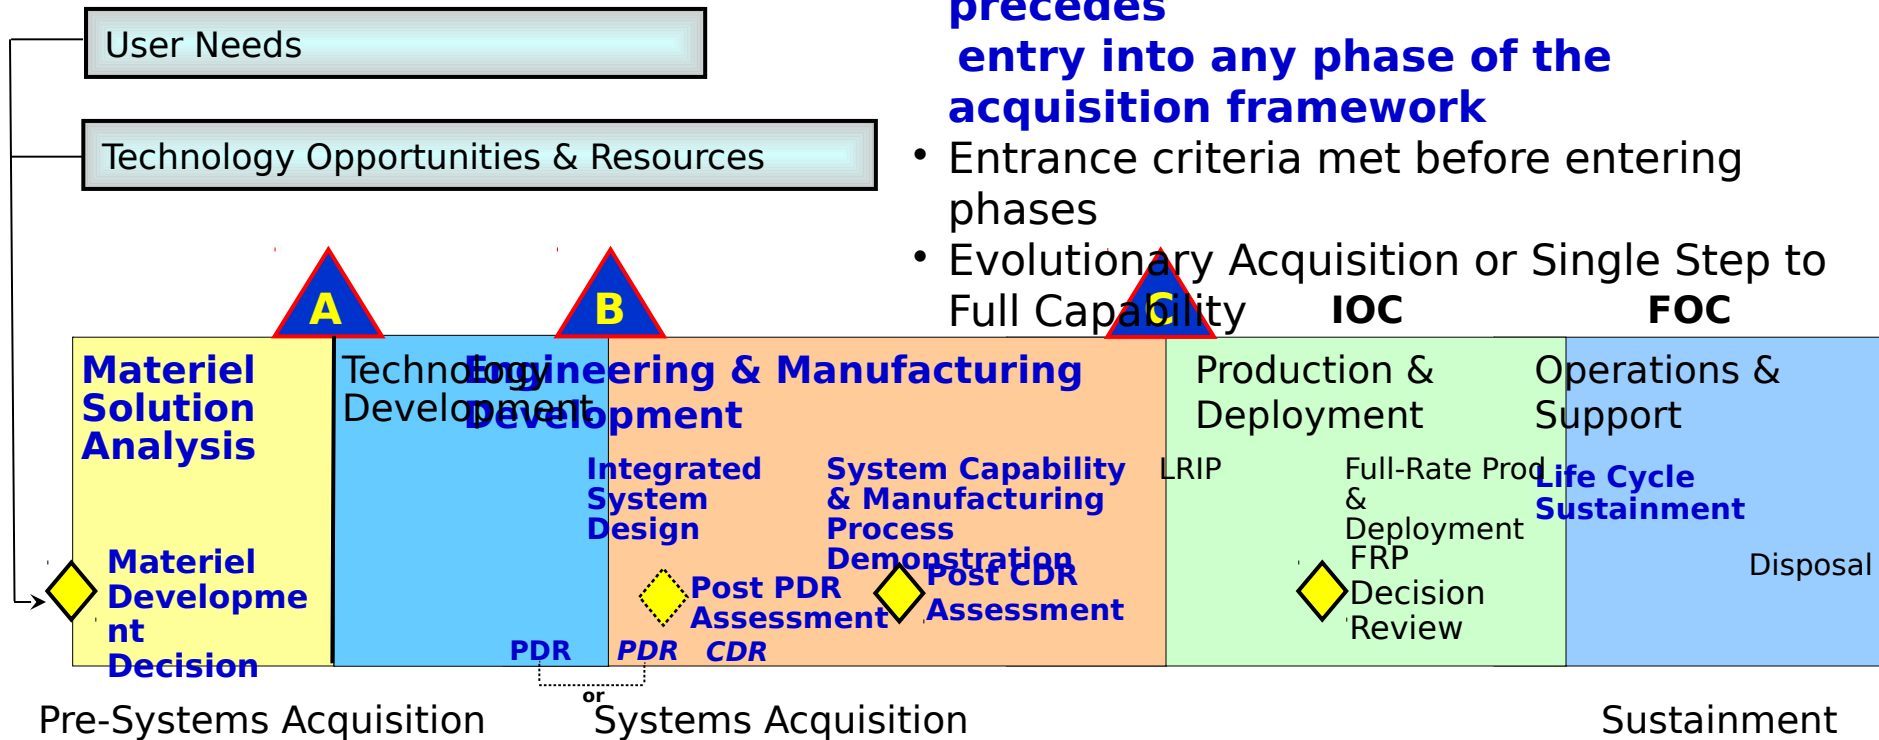 precedes
entry into any phase of the
acquisition framework
• Entrance criteria met before entering
phases
• Evolutionary Acquisition or Single Step to
Full Capability
User Needs
Technology Opportunities & Resources
A
B
C
IOC
FOC
Materiel
Solution
Analysis
Technology
Development
Engineering & Manufacturing
Development
Production &
Deployment
Operations &
Support
Integrated
System
Design
System Capability
& Manufacturing
Process
Demonstration
LRIP
Full-Rate Prod
&
Deployment
Life Cycle
Sustainment
Disposal
Materiel
Developme
nt
Decision
Post PDR
Assessment
Post CDR
Assessment
FRP
Decision
Review
PDR
PDR
CDR
or
Pre-Systems Acquisition
Systems Acquisition
Sustainment